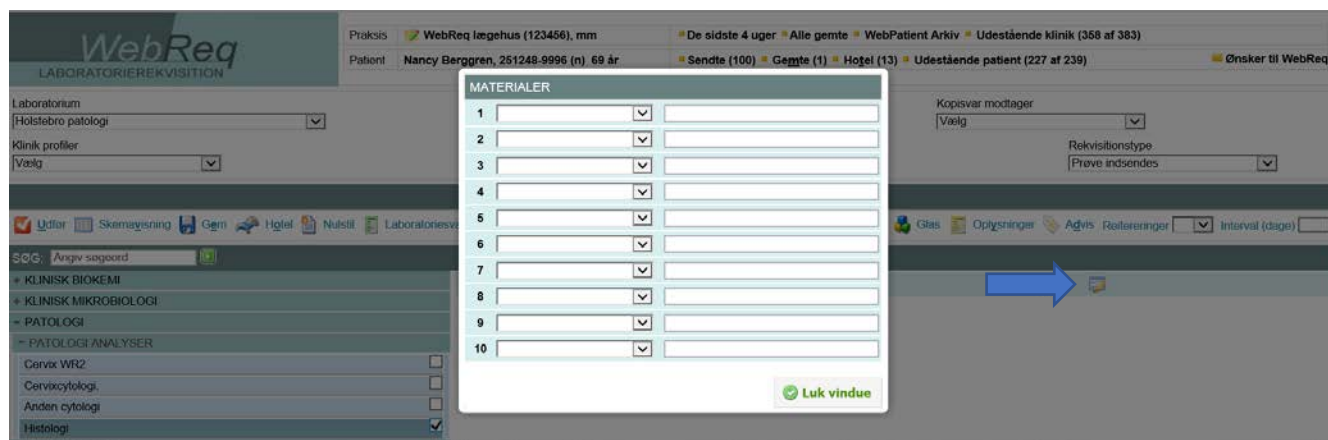 WebReq
LABORATORIEREKVISITION
Praksis WebReq lægehus (123456), mm De sidste 4 uger Alle gemte WebPatient Arkiv Udestående klinik (358 af 383)
Patient Nancy Berggren, 251248-9996 (n) 69 år Sendte (100) Gemte (1) Hotel (13) Udestående patient (227 af 239) Ønsker til WebReq
MATERIALER
Laboratorium Kopisvar modtager
Holstebro patologi Vælg
Klinik profiler Rekvisitionstype
Vælg Prøve indsendes
1
2
3
4
5
6
7
8
9
10
Luk vindue
Udfør Skemavisning Gem Hotel Nulstil Glas Oplysninger Advis Rekvireringer Interval (dage)
SØG: Angiv søgeord
+ KLINISK BIOKEMI
+ KLINISK MIKROBIOLOGI
- PATOLOGI
- PATOLOGI ANALYSER
Cervix WR2
Cervixcytologi.
Anden cytologi
Histologi